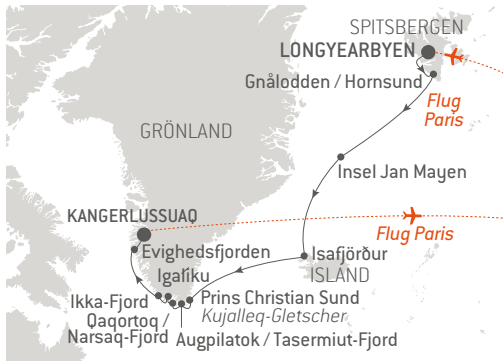 SPITSBERGEN
LONGYEARBYEN
Gnålodden / Hornsund
Flug
Paris
GRÖNLAND
Insel Jan Mayen
KANGERLUSSUAQ
Flug Paris
Evighedsfjorden
Isafjörður
Igalíku
ISLAND
Ikka-Fjord
Prins Christian Sund
Qaqortoq /
Kujalleq-Gletscher
Narsaq-Fjord
Augpilatok / Tasermiut-Fjord